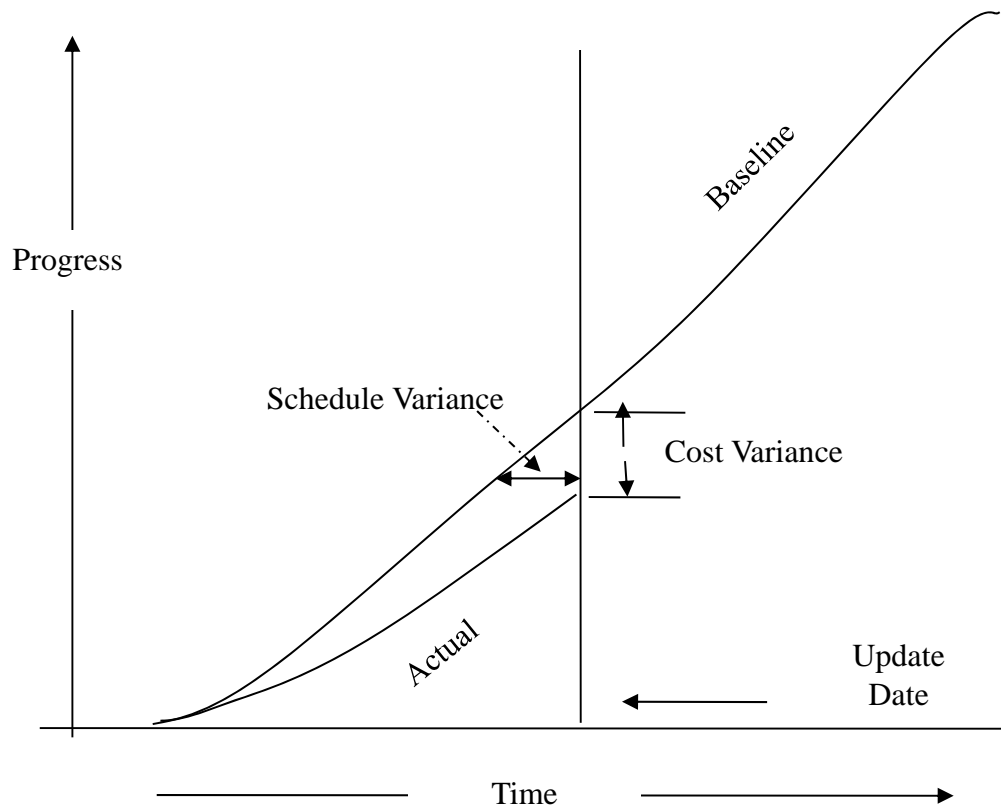 Baseline
Progress
Schedule Variance
Cost Variance
Actual
Update
Date
Time